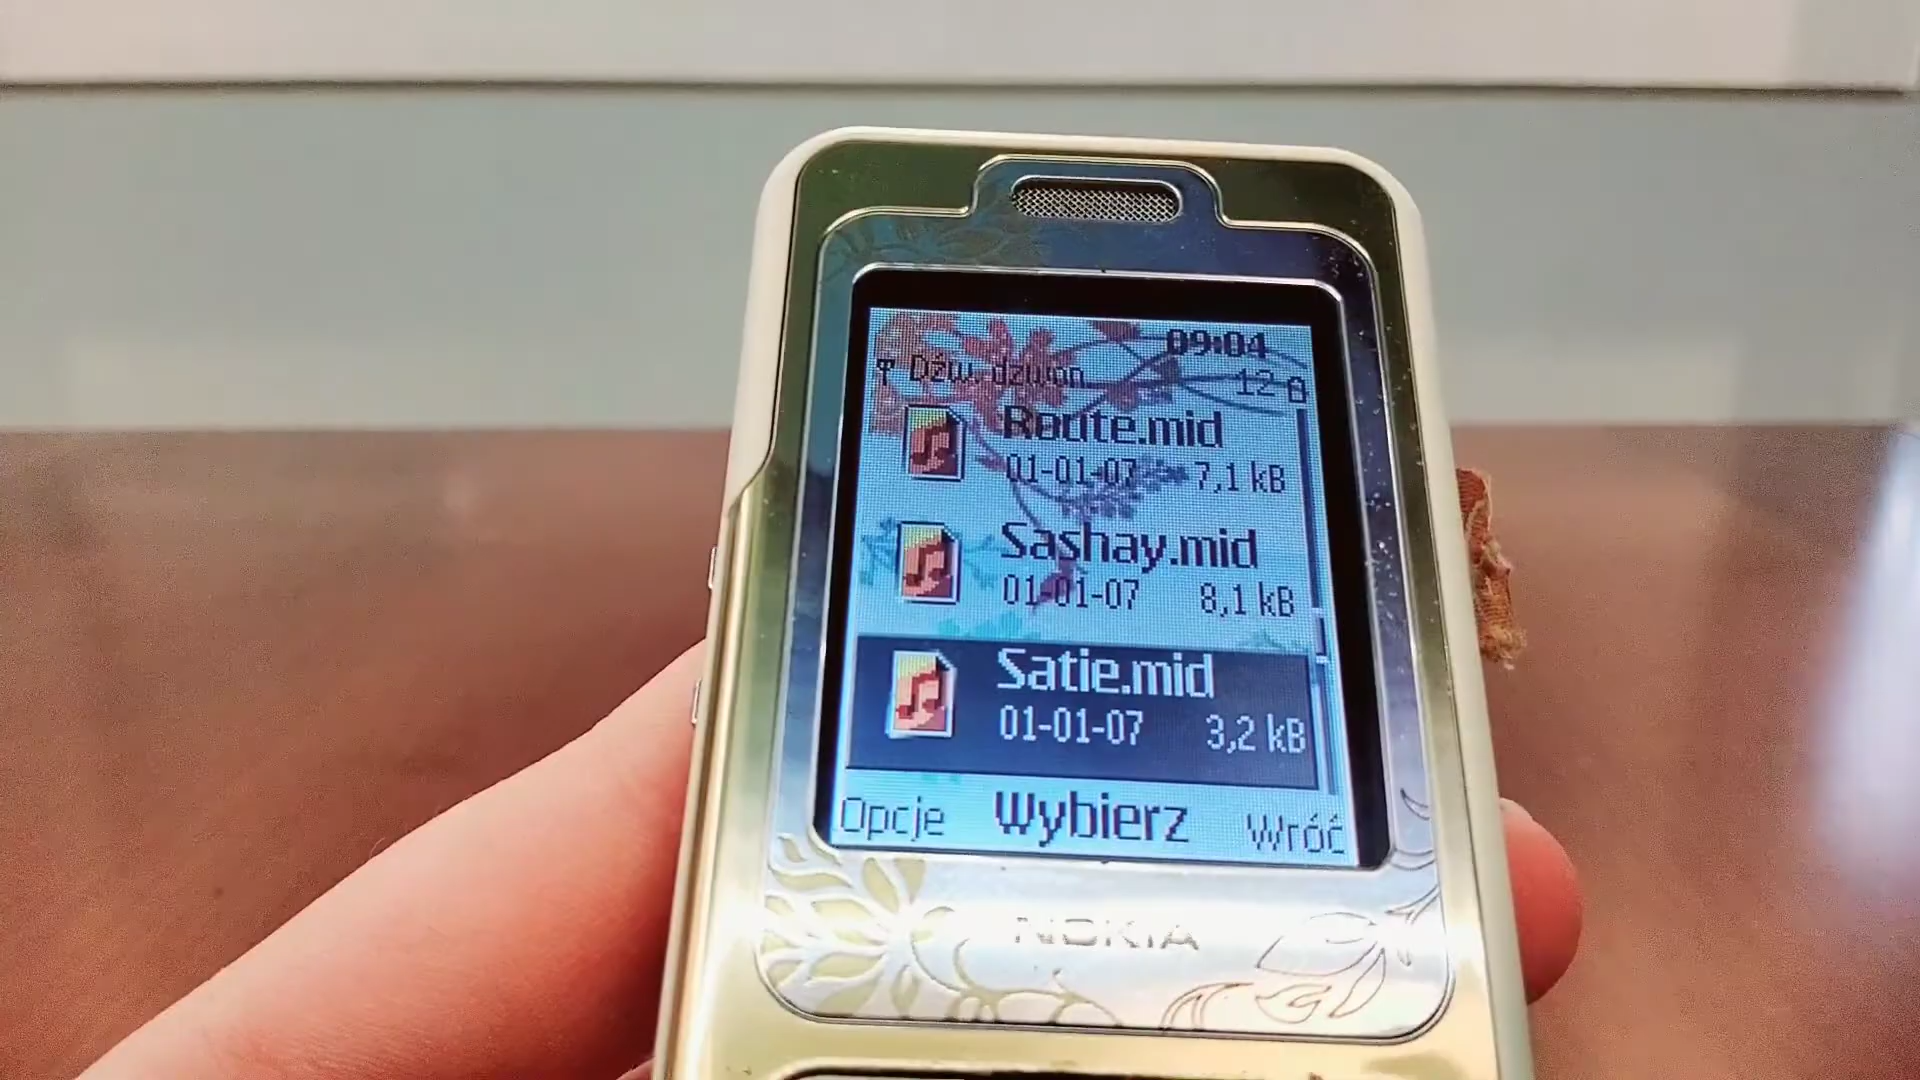 09:04
Dźw. dzwon.
12
Route.mid
01-01-07 7,1 kB
Sashay.mid
01-01-07 8,1 kB
Satie.mid
01-01-07 3,2 kB
Opcje Wybierz Wróć
NOKIA